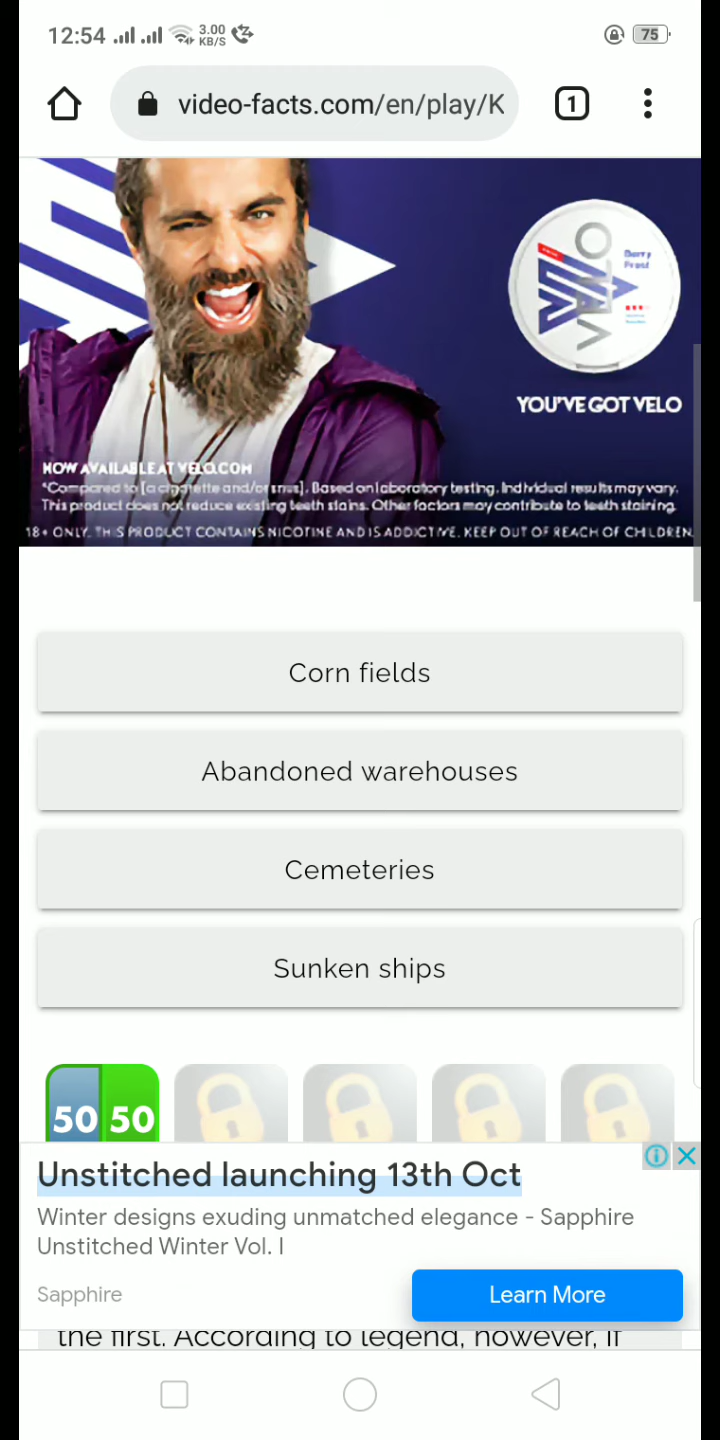 12:54 3.00 KB/S 75
video-facts.com/en/play/K 1
VELO
Berry
Frost
YOU'VE GOT VELO
NOW AVAILABLE AT VELO.COM
*Compared to [a cigarette and/or snus]. Based on laboratory testing. Individual results may vary.
This product does not reduce existing teeth stains. Other factors may contribute to teeth staining.
18+ ONLY. THIS PRODUCT CONTAINS NICOTINE AND IS ADDICTIVE. KEEP OUT OF REACH OF CHILDREN.
Corn fields
Abandoned warehouses
Cemeteries
Sunken ships
50 50
Unstitched launching 13th Oct
Winter designs exuding unmatched elegance - Sapphire
Unstitched Winter Vol. I
Sapphire
Learn More
the first. According to legend, however, if